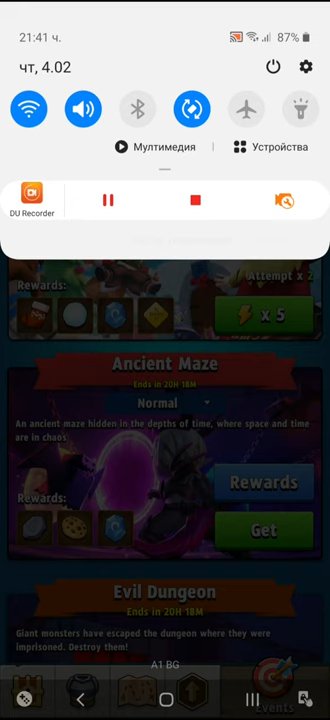 21:41 ч.
87%
чт, 4.02
Мултимедия
Устройства
DU Recorder
Attempt x 2
Rewards:
x 5
Ancient Maze
Ends in 20H 18M
Normal
An ancient maze hidden in the depths of time, where space and time
are in chaos
Rewards
Rewards:
Get
Evil Dungeon
Ends in 20H 18M
Giant monsters have escaped the dungeon where they were
imprisoned. Destroy them!
A1 BG
Events